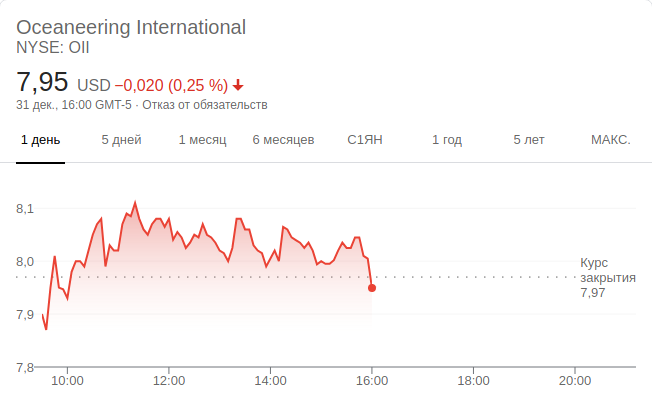 Oceaneering International
NYSE: OII
7,95 USD −0,020 (0,25 %)
31 дек., 16:00 GMT-5 · Отказ от обязательств
1 день 5 дней 1 месяц 6 месяцев С1ЯН 1 год 5 лет МАКС.
8,1
8,0
7,9
7,8
Курс
закрытия
7,97
10:00 12:00 14:00 16:00 18:00 20:00